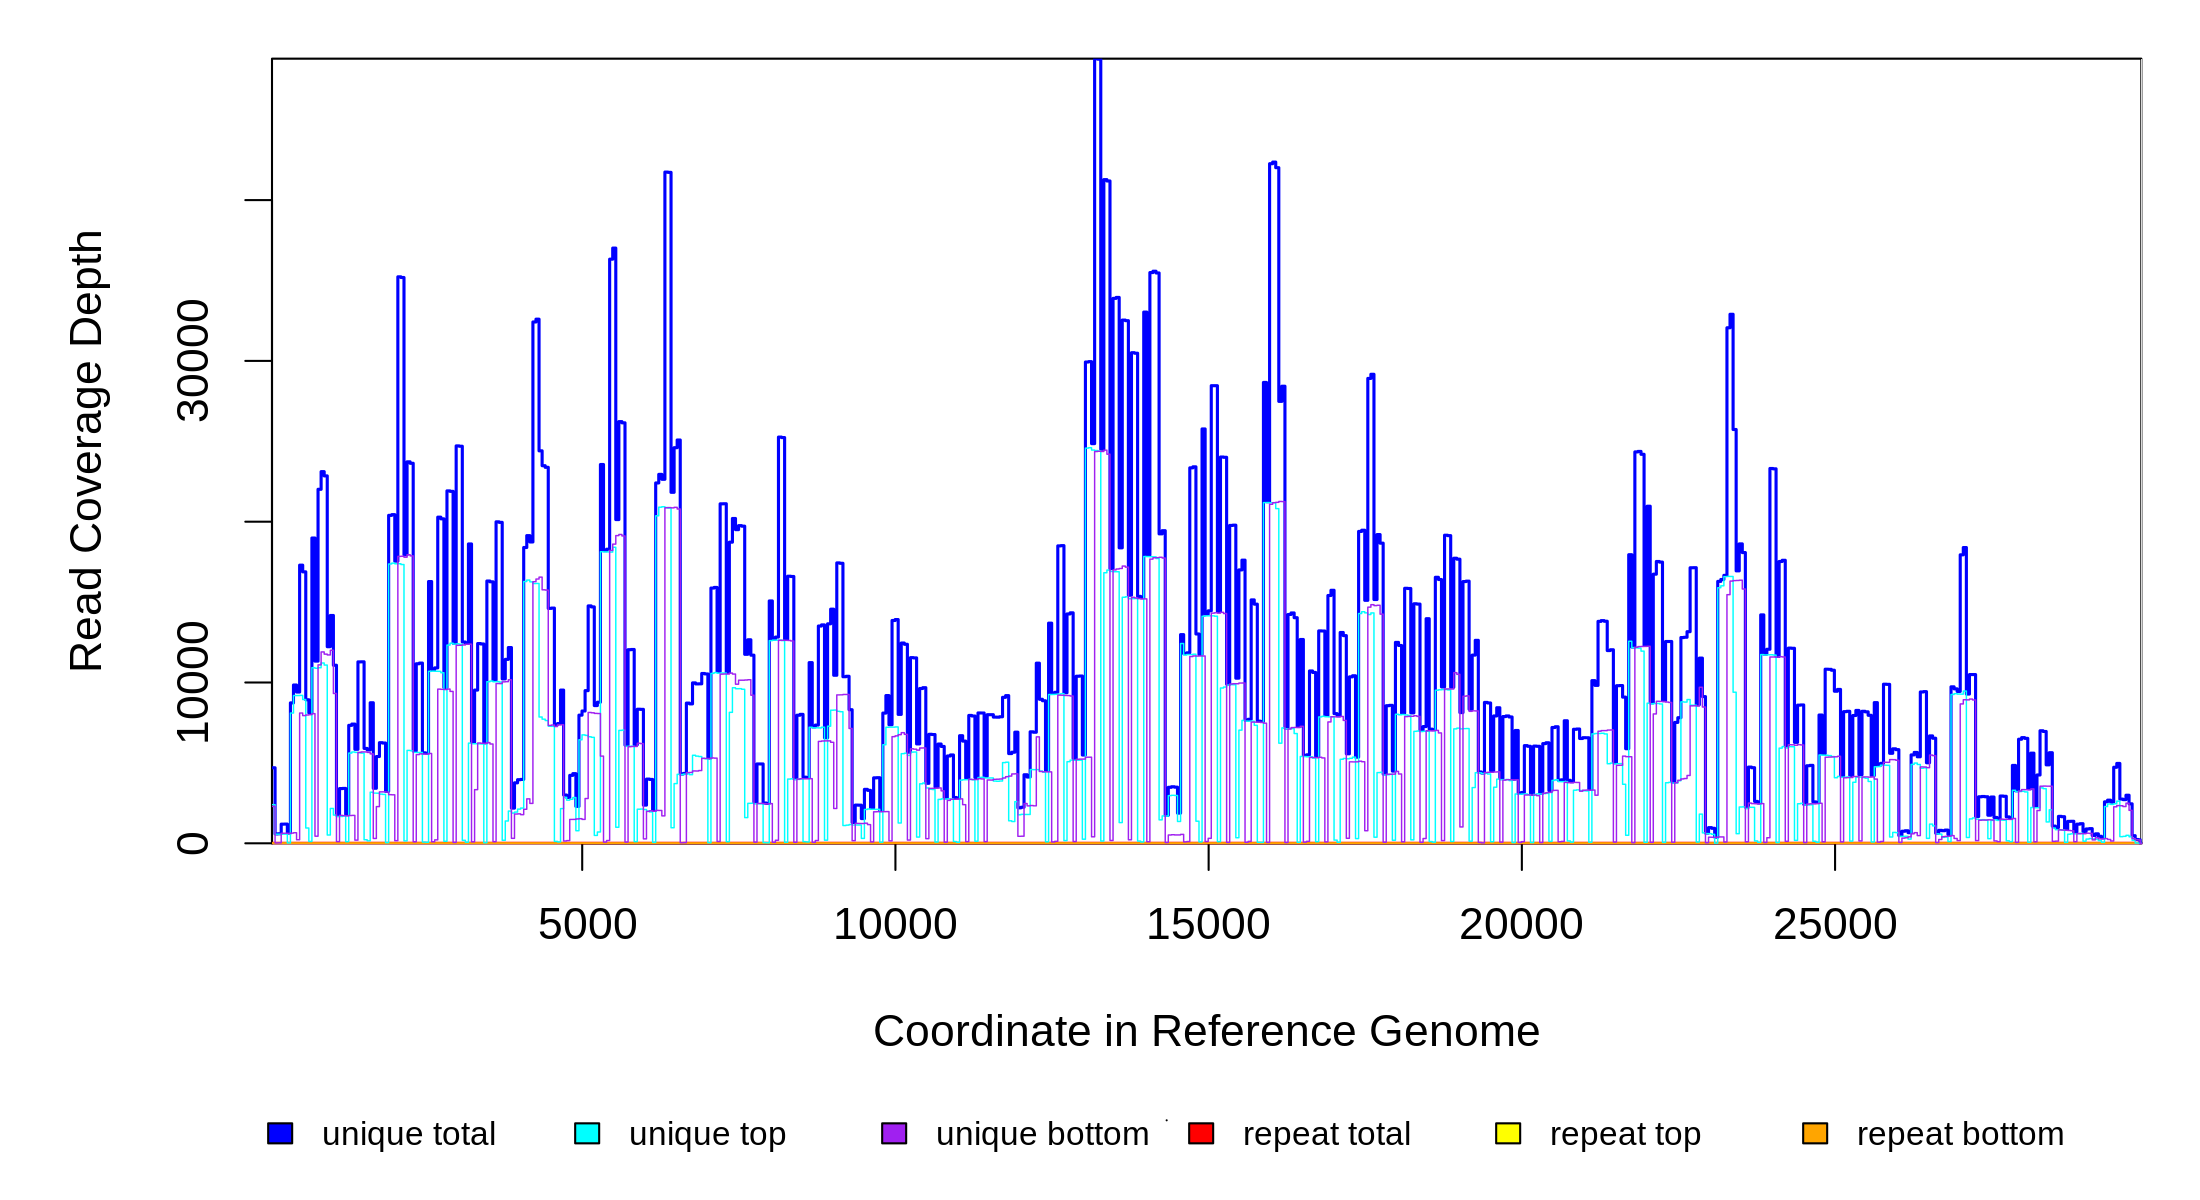 Read Coverage Depth
30000
10000
0
5000 10000 15000 20000 25000
Coordinate in Reference Genome
unique total unique top unique bottom repeat total repeat top repeat bottom